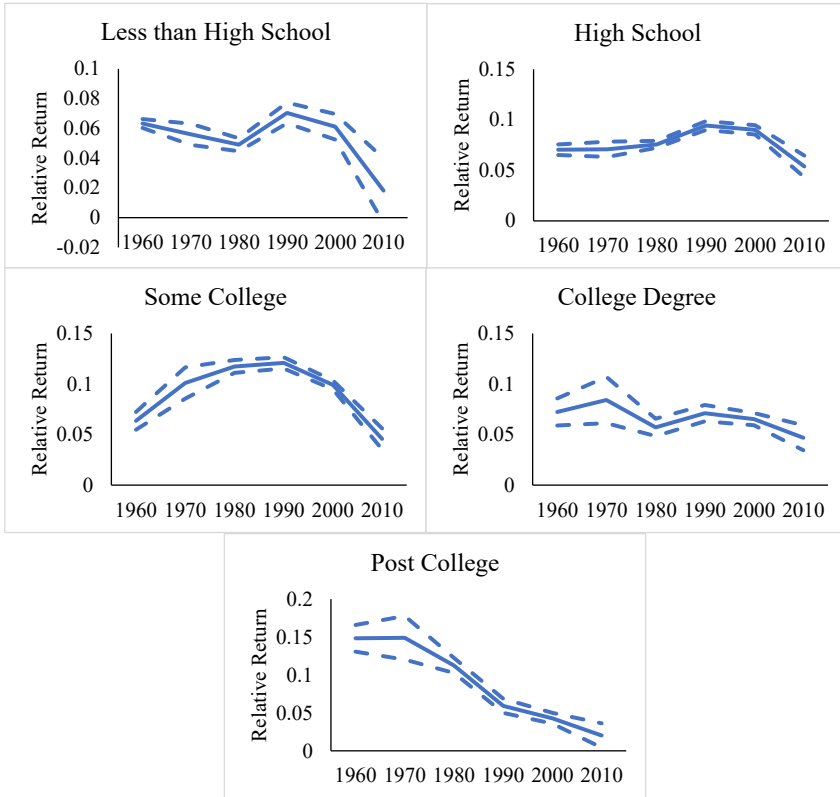 Less than High School
Relative Return
0.1
0.08
0.06
0.04
0.02
0
-0.02
1960 1970 1980 1990 2000 2010
High School
Relative Return
0.15
0.1
0.05
0
1960 1970 1980 1990 2000 2010
Some College
Relative Return
0.15
0.1
0.05
0
1960 1970 1980 1990 2000 2010
College Degree
Relative Return
0.15
0.1
0.05
0
1960 1970 1980 1990 2000 2010
Post College
Relative Return
0.2
0.15
0.1
0.05
0
1960 1970 1980 1990 2000 2010